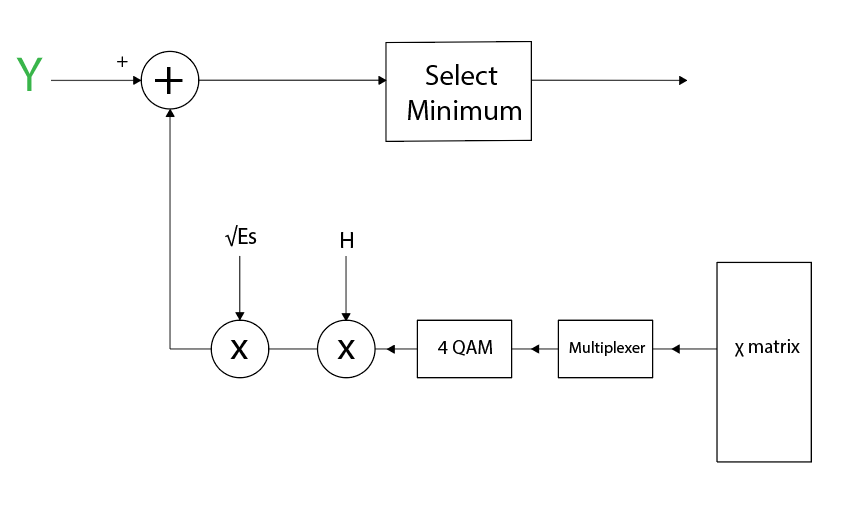 Y
+
+
Select
Minimum
√Es
H
X
X
4 QAM
Multiplexer
χ matrix